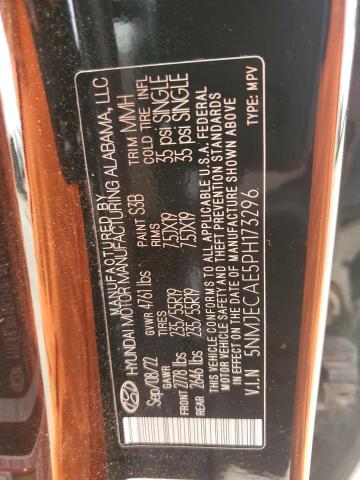 MANUFACTURED BY
HYUNDAI MOTOR MANUFACTURING ALABAMA, LLC
Sep/08/22 GVWR 4761 lbs PAINT S3B TRIM MMH
GAWR RIMS COLD TIRE INFL
FRONT 2778 lbs 235/55R19 7.5JX19 35 psi SINGLE
REAR 2646 lbs 235/55R19 7.5JX19 35 psi SINGLE
THIS VEHICLE CONFORMS TO ALL APPLICABLE U.S.A. FEDERAL
MOTOR VEHICLE SAFETY AND THEFT PREVENTION STANDARDS
IN EFFECT ON THE DATE OF MANUFACTURE SHOWN ABOVE
V.I.N 5NMJECAE5PH173296 TYPE: MPV